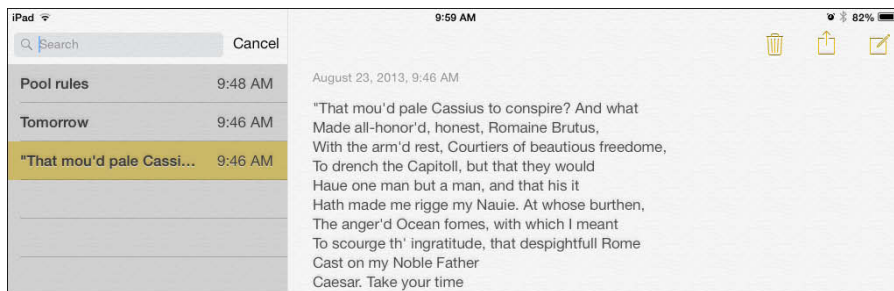 iPad 9:59 AM 82%
Search Cancel
Pool rules 9:48 AM
Tomorrow 9:46 AM
"That mou'd pale Cassi... 9:46 AM
August 23, 2013, 9:46 AM
"That mou'd pale Cassius to conspire? And what
Made all-honor'd, honest, Romaine Brutus,
With the arm'd rest, Courtiers of beautious freedome,
To drench the Capitoll, but that they would
Haue one man but a man, and that his it
Hath made me rigge my Nauie. At whose burthen,
The anger'd Ocean fomes, with which I meant
To scourge th' ingratitude, that despightfull Rome
Cast on my Noble Father
Caesar. Take your time